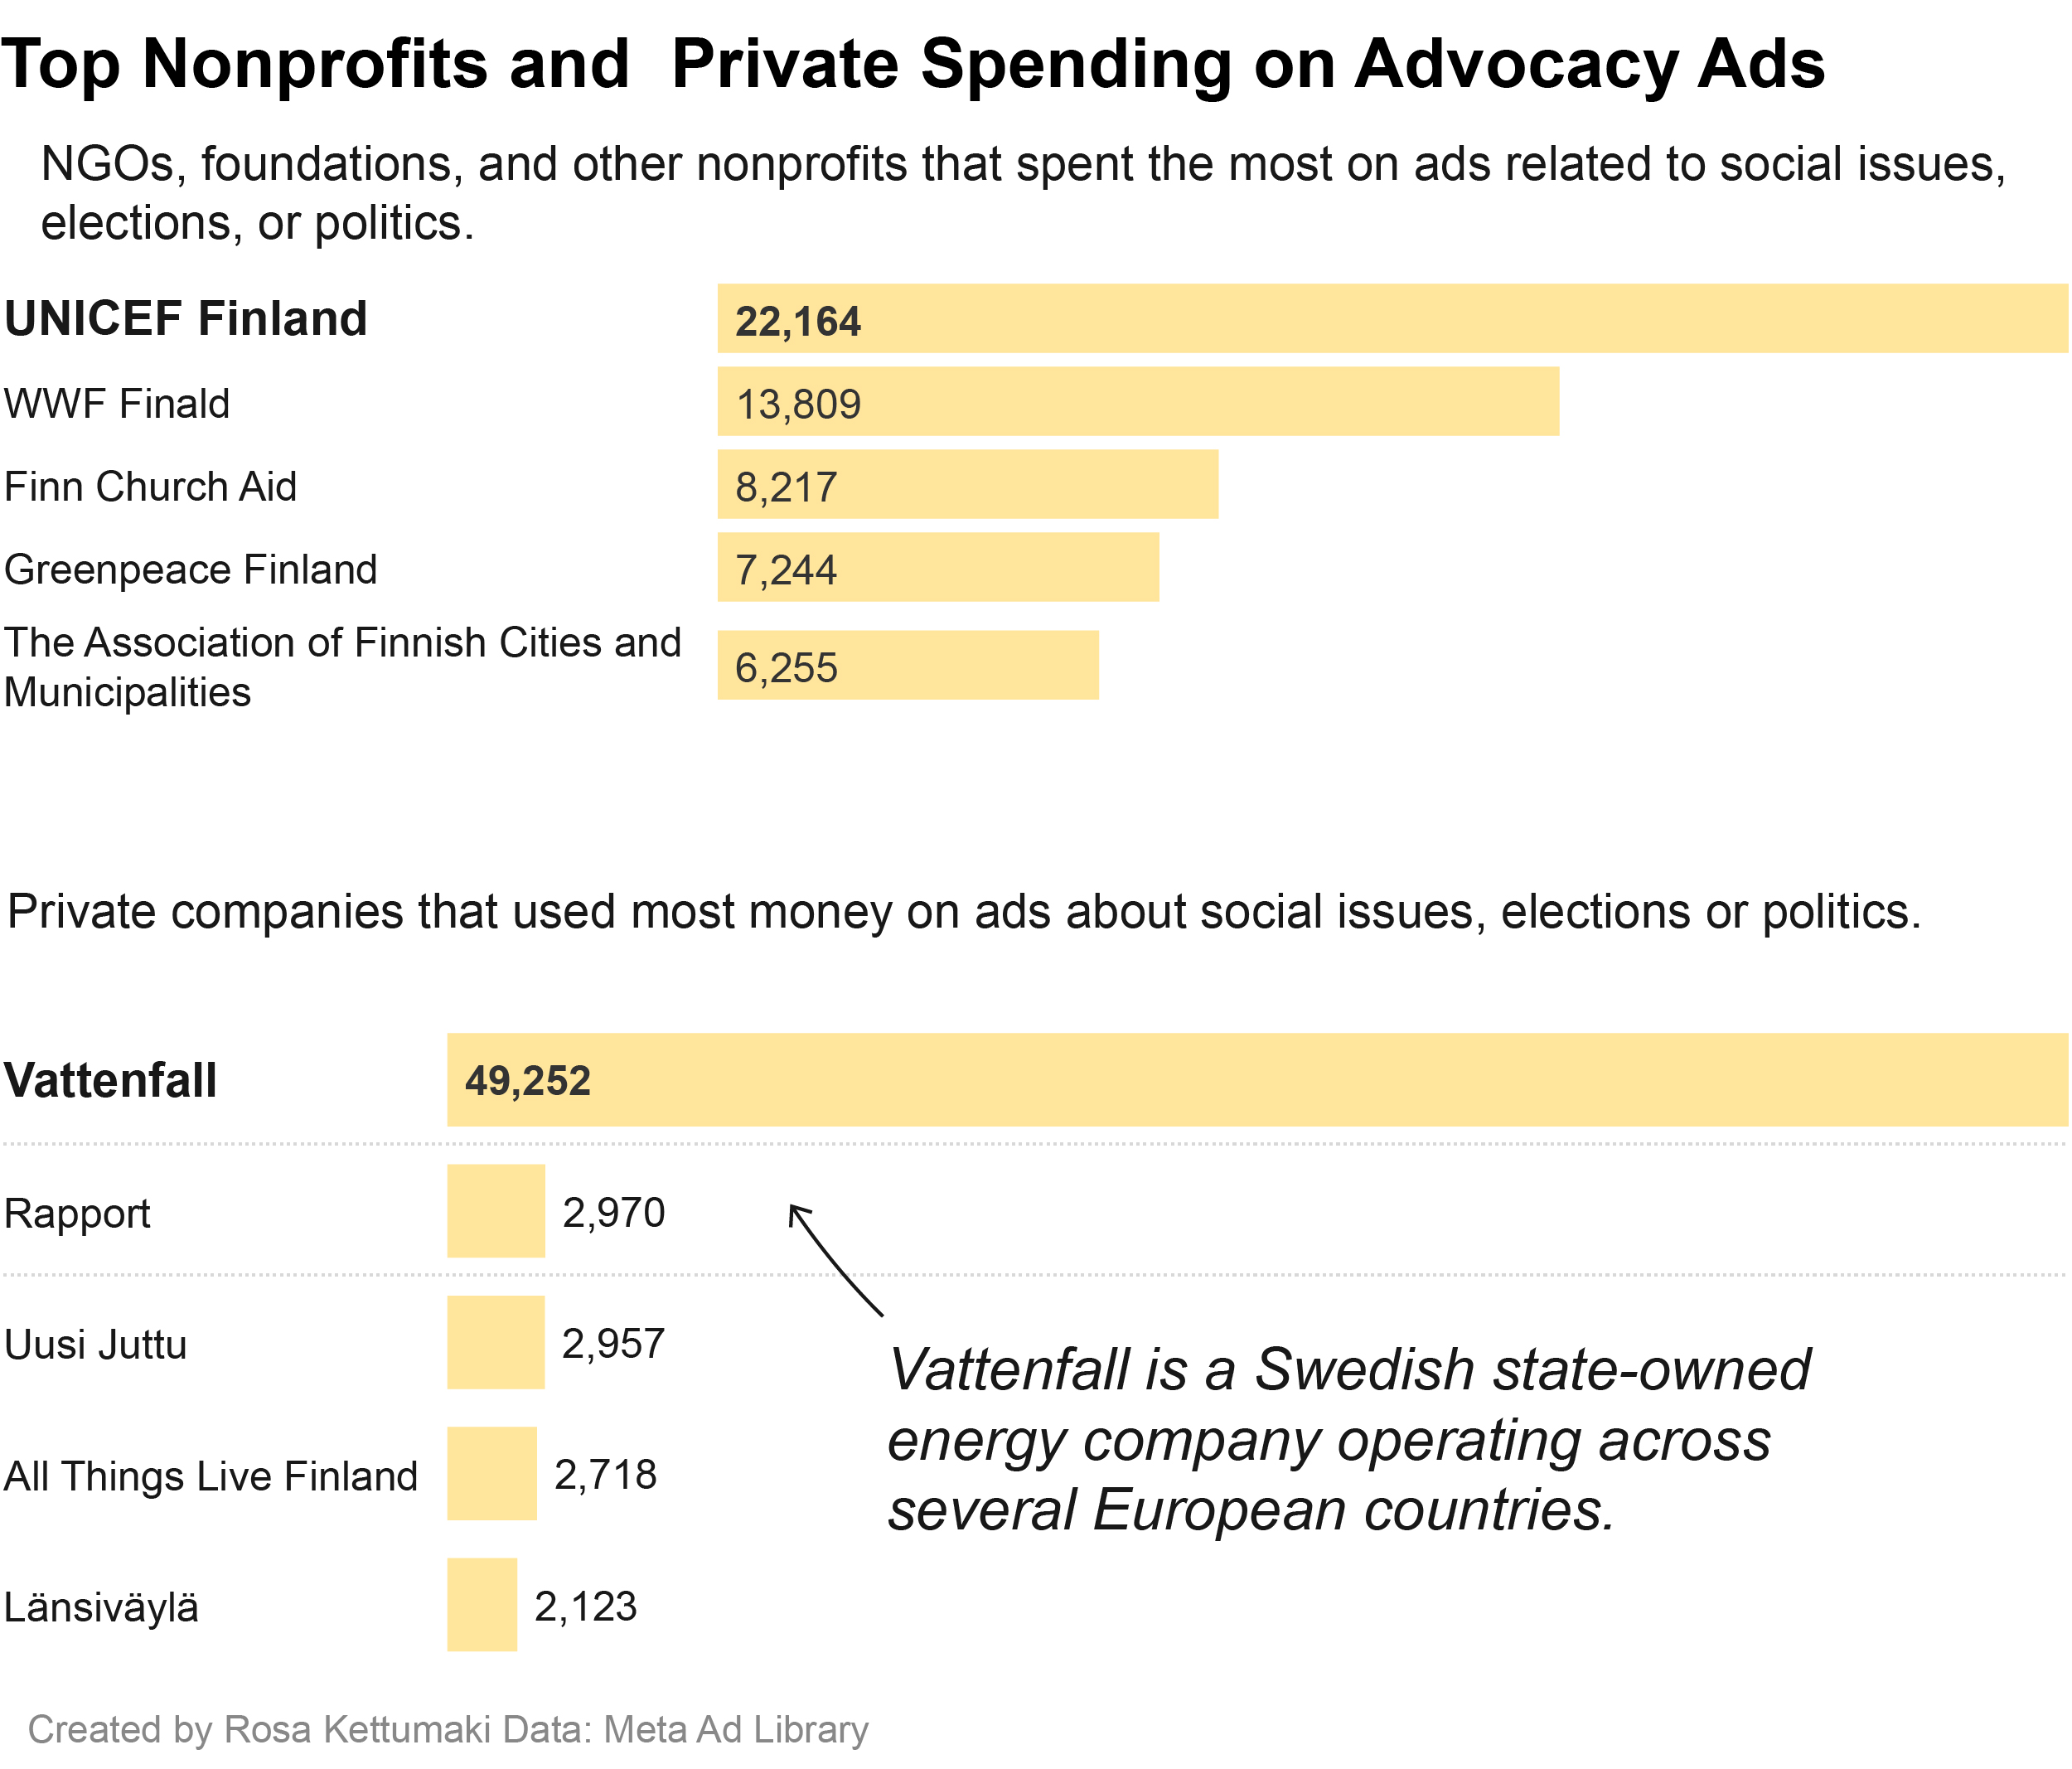 Top Nonprofits and  Private Spending on Advocacy Ads
NGOs, foundations, and other nonprofits that spent the most on ads related to social issues,
elections, or politics.
UNICEF Finland 22,164
WWF Finald 13,809
Finn Church Aid 8,217
Greenpeace Finland 7,244
The Association of Finnish Cities and
Municipalities 6,255
Private companies that used most money on ads about social issues, elections or politics.
Vattenfall 49,252
Rapport 2,970
Uusi Juttu 2,957
All Things Live Finland 2,718
Länsiväylä 2,123
Vattenfall is a Swedish state-owned
energy company operating across
several European countries.
Created by Rosa Kettumaki Data: Meta Ad Library